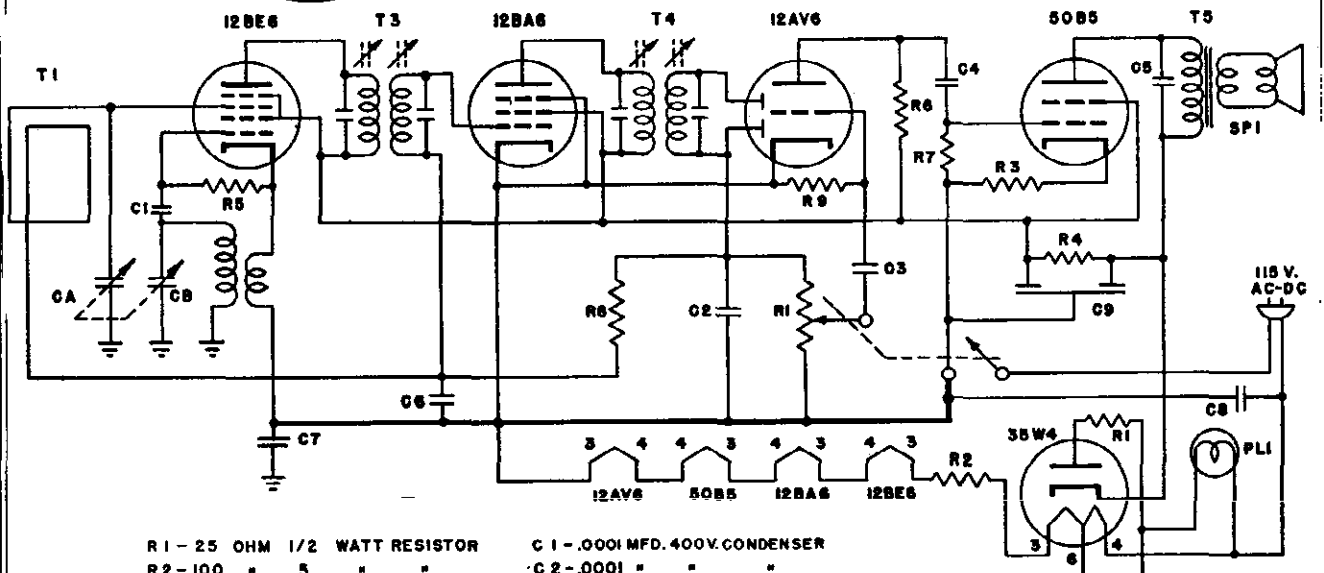 12BE6 T3 12BA6 T4 12AV6 50B5 T5
T1
C4
C5
R6
SP1
R7
R3
R5
R9
C1
R4
115 V.
AC-DC
C3
CA CB
R8 C2 R1
C9
C6
C8
C7
35W4
R1
PL1
3 4 4 3 4 3 4 3
R2
12AV6 50B5 12BA6 12BE6
3 6 4
R1 - 25 OHM 1/2 WATT RESISTOR C1 - .0001 MFD. 400V. CONDENSER
R2 - 100 " 5 " " C2 - .0001 " " "